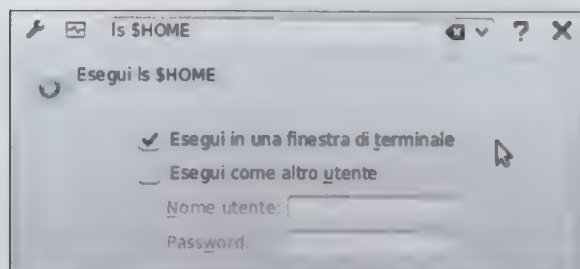 ls $HOME
Esegui ls $HOME
Esegui in una finestra di terminale
Esegui come altro utente
Nome utente:
Password: